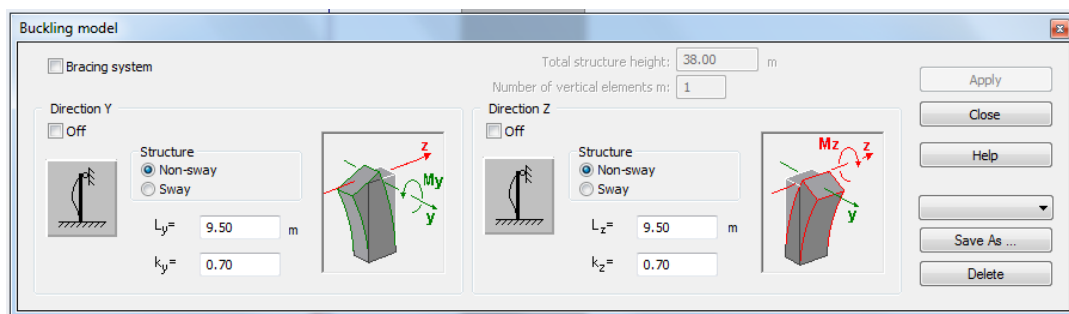 Buckling model
Bracing system
Total structure height: 38.00 m
Number of vertical elements m: 1
Apply
Close
Help
Save As ...
Delete
Direction Y
Off
Structure
Non-sway
Sway
Ly= 9.50 m
ky= 0.70
z
My
y
Direction Z
Off
Structure
Non-sway
Sway
Lz= 9.50 m
kz= 0.70
Mz z
y